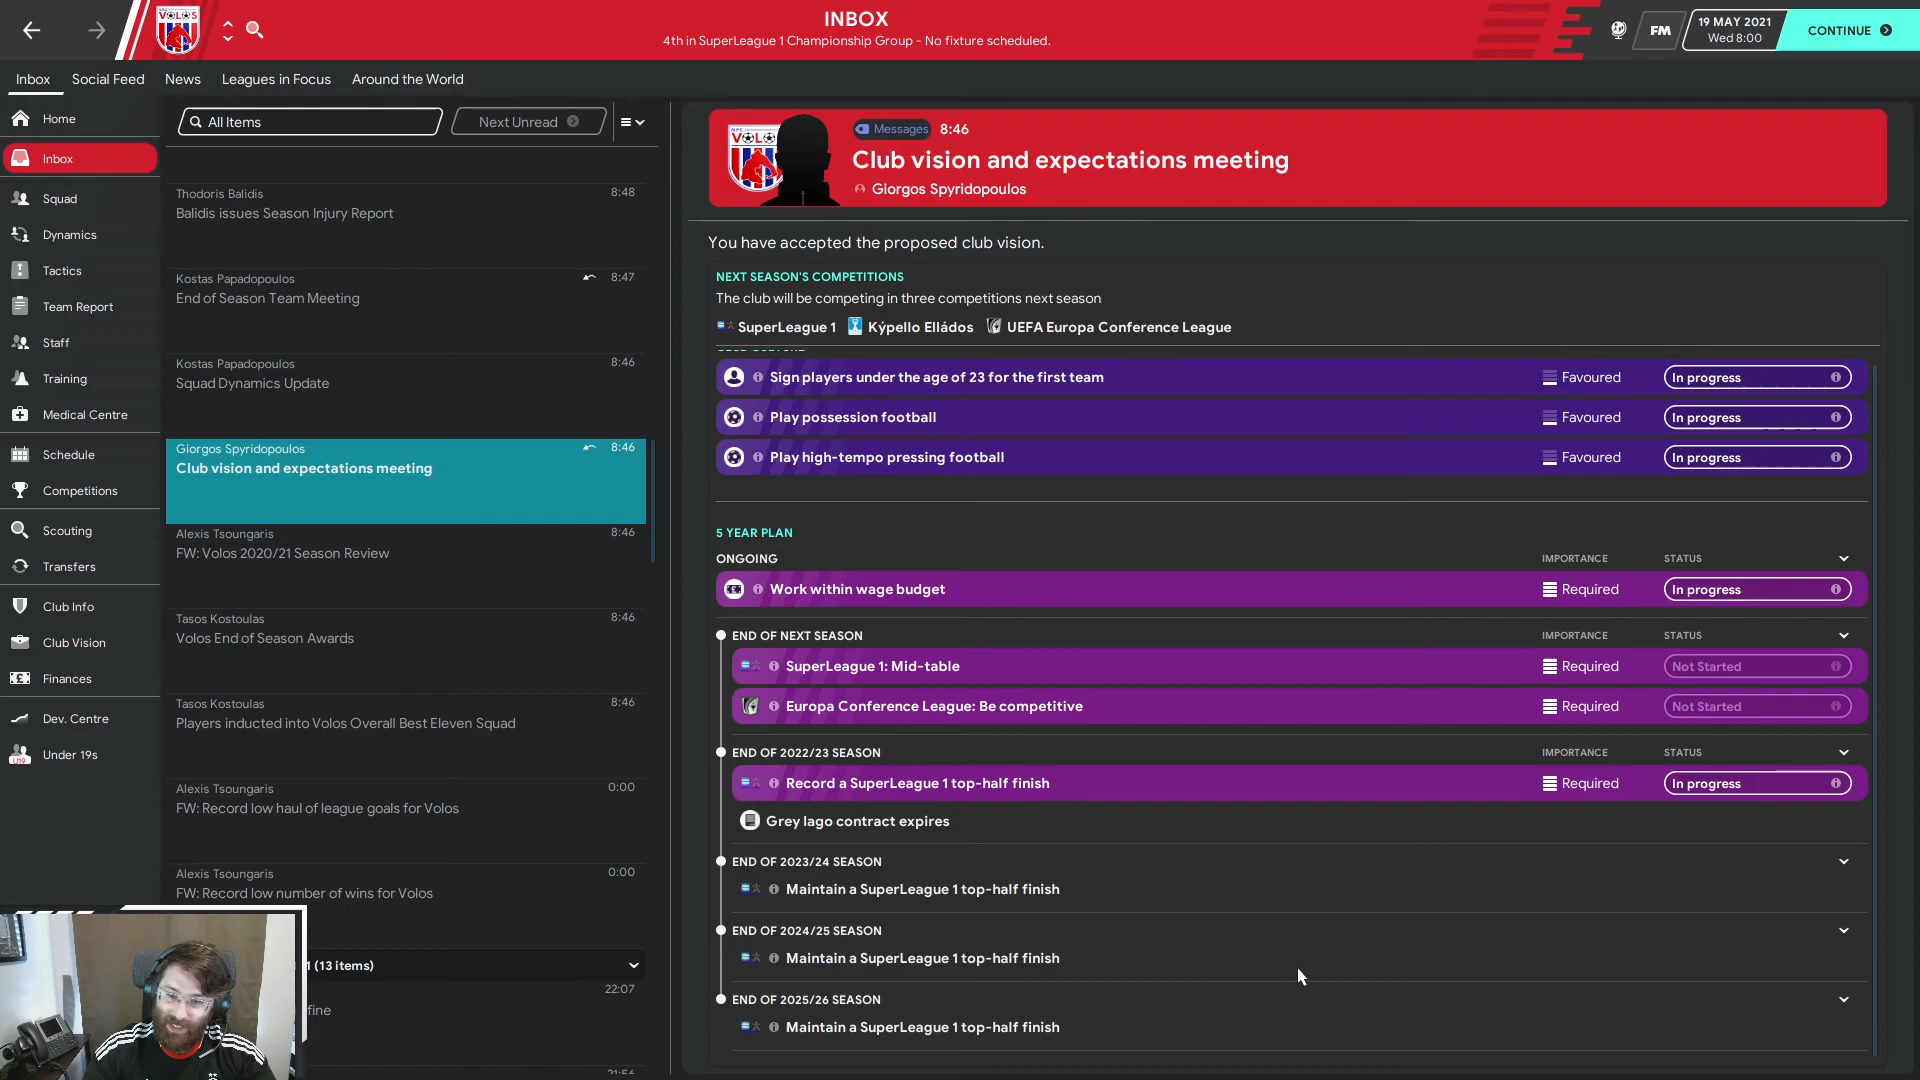 INBOX
4th in SuperLeague 1 Championship Group - No fixture scheduled.
FM
19 MAY 2021
Wed 8:00
CONTINUE
Inbox
Social Feed
News
Leagues in Focus
Around the World
Home
Inbox
Squad
Dynamics
Tactics
Team Report
Staff
Training
Medical Centre
Schedule
Competitions
Scouting
Transfers
Club Info
Club Vision
Finances
Dev. Centre
U19
Under 19s
All Items
Next Unread
Thodoris Balidis
8:48
Balidis issues Season Injury Report
Kostas Papadopoulos
8:47
End of Season Team Meeting
Kostas Papadopoulos
8:46
Squad Dynamics Update
Giorgos Spyridopoulos
8:46
Club vision and expectations meeting
Alexis Tsoungaris
8:46
FW: Volos 2020/21 Season Review
Tasos Kostoulas
8:46
Volos End of Season Awards
Tasos Kostoulas
8:46
Players inducted into Volos Overall Best Eleven Squad
Alexis Tsoungaris
0:00
FW: Record low haul of league goals for Volos
Alexis Tsoungaris
0:00
FW: Record low number of wins for Volos
1 (13 items)
22:07
fine
21:56
N.F.C.
VOLOS
Messages
8:46
Club vision and expectations meeting
Giorgos Spyridopoulos
You have accepted the proposed club vision.
NEXT SEASON'S COMPETITIONS
The club will be competing in three competitions next season
SuperLeague 1
Kýpello Elládos
UEFA Europa Conference League
Sign players under the age of 23 for the first team
Favoured
In progress
Play possession football
Favoured
In progress
Play high-tempo pressing football
Favoured
In progress
5 YEAR PLAN
ONGOING
IMPORTANCE
STATUS
Work within wage budget
Required
In progress
END OF NEXT SEASON
IMPORTANCE
STATUS
SuperLeague 1: Mid-table
Required
Not Started
Europa Conference League: Be competitive
Required
Not Started
END OF 2022/23 SEASON
IMPORTANCE
STATUS
Record a SuperLeague 1 top-half finish
Required
In progress
Grey Iago contract expires
END OF 2023/24 SEASON
Maintain a SuperLeague 1 top-half finish
END OF 2024/25 SEASON
Maintain a SuperLeague 1 top-half finish
END OF 2025/26 SEASON
Maintain a SuperLeague 1 top-half finish